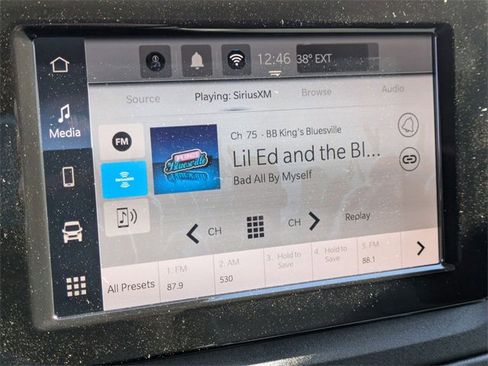 12:46 38° EXT
Source Playing: SiriusXM Browse Audio
Media
FM
Ch 75 - BB King's Bluesville
Lil Ed and the Bl...
Bad All By Myself
Bluesville
SiriusXM
CH CH Replay
All Presets
1. FM
87.9
2. AM
530
3. Hold to
Save
4. Hold to
Save
5. FM
88.1